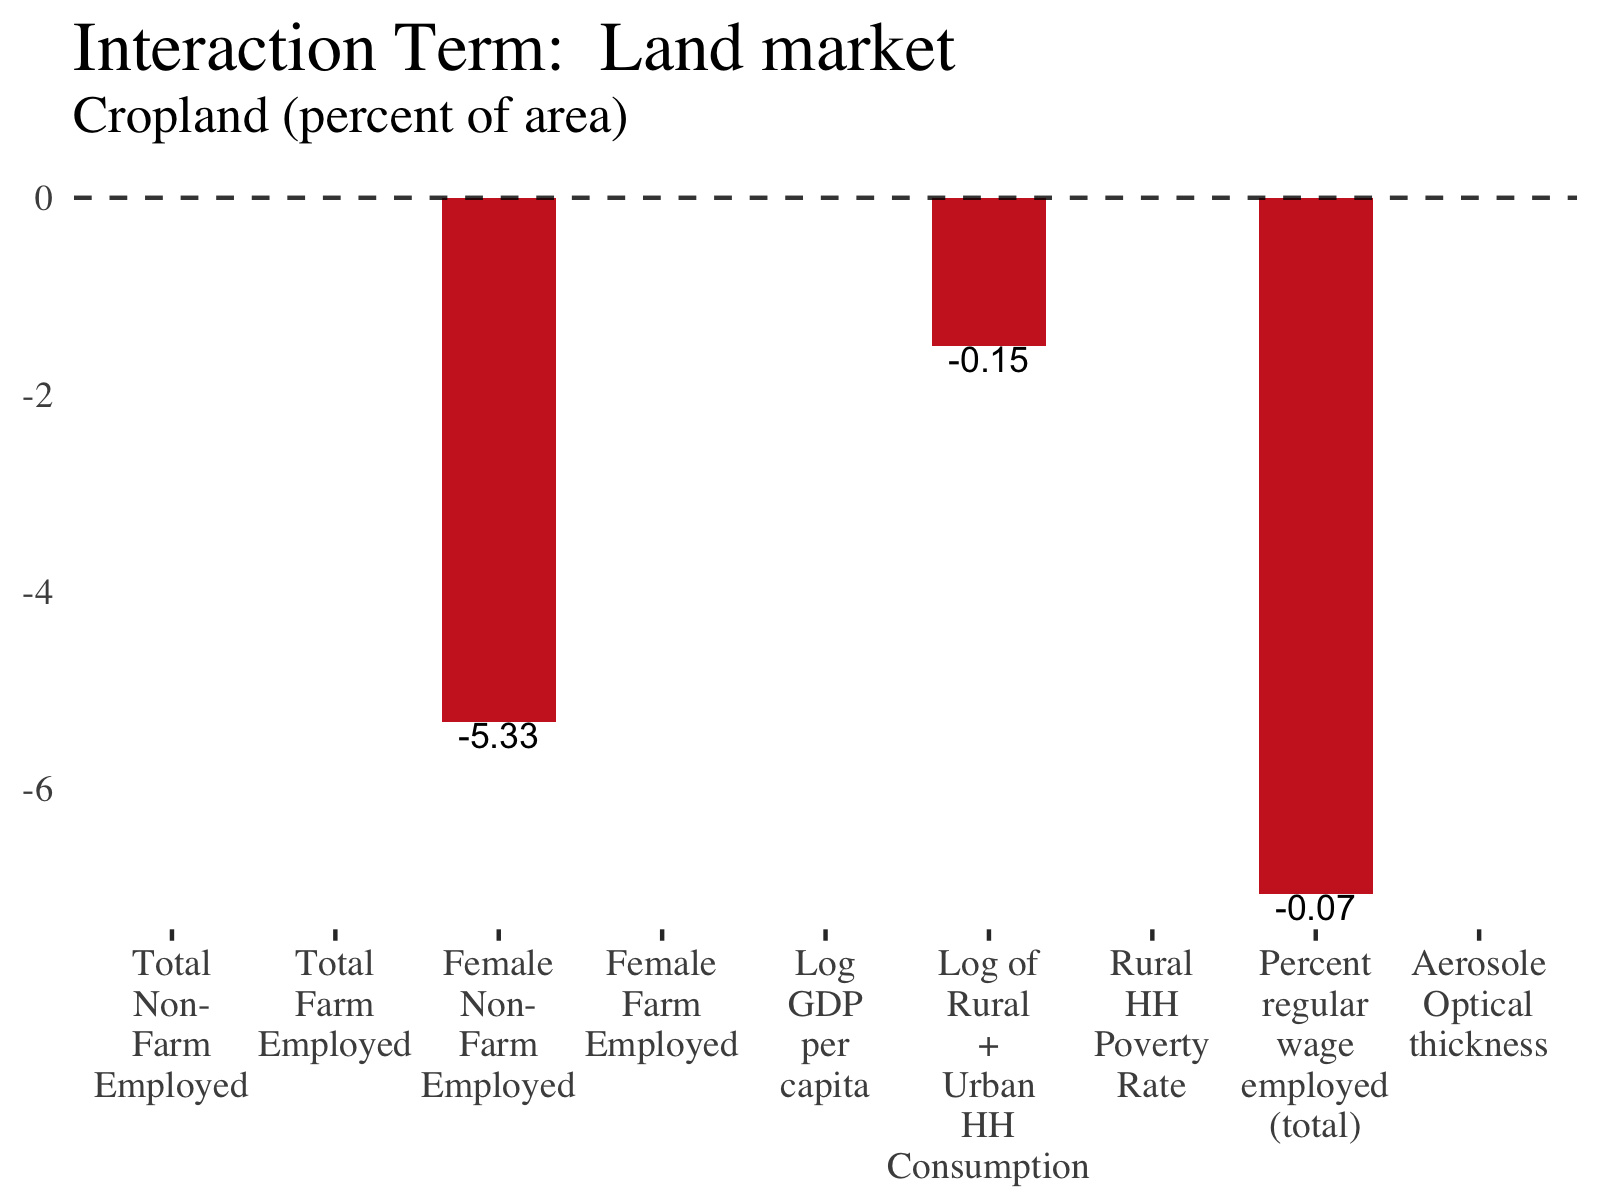 Interaction Term:  Land market
Cropland (percent of area)
0
-2
-4
-6
-5.33
-0.15
-0.07
Total
Non-
Farm
Employed
Total
Farm
Employed
Female
Non-
Farm
Employed
Female
Farm
Employed
Log
GDP
per
capita
Log of
Rural
+
Urban
HH
Consumption
Rural
HH
Poverty
Rate
Percent
regular
wage
employed
(total)
Aerosole
Optical
thickness